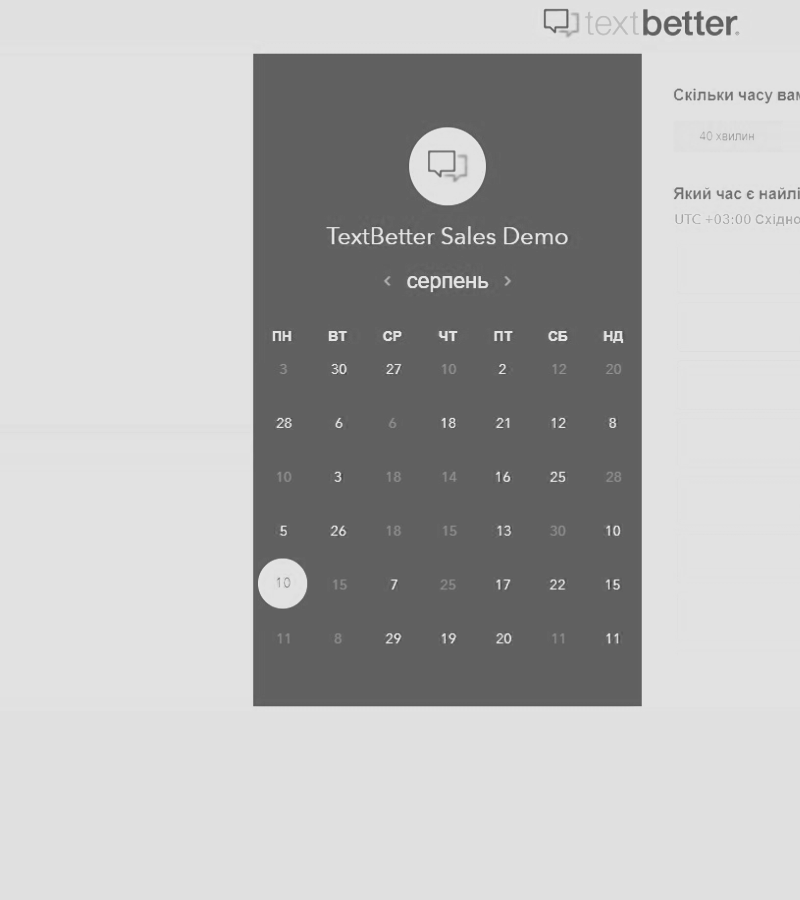 textbetter.
Скільки часу ва
40 хвилин
Який час є найлі
UTC +03:00 Східно
TextBetter Sales Demo
‹ серпень ›
ПН ВТ СР ЧТ ПТ СБ НД
3 30 27 10 2 12 20
28 6 6 18 21 12 8
10 3 18 14 16 25 28
5 26 18 15 13 30 10
10 15 7 25 17 22 15
11 8 29 19 20 11 11